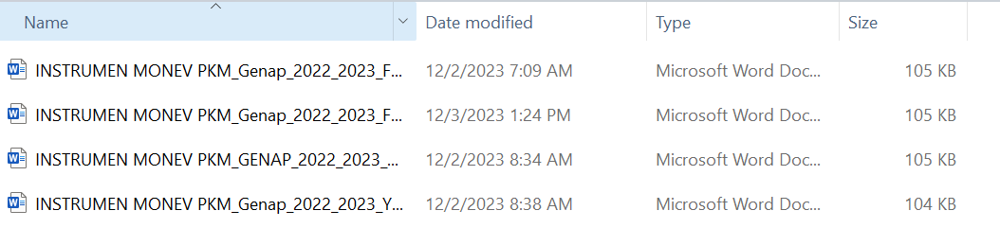 Name Date modified Type Size
INSTRUMEN MONEV PKM_Genap_2022_2023_F... 12/2/2023 7:09 AM Microsoft Word Doc... 105 KB
INSTRUMEN MONEV PKM_Genap_2022_2023_F... 12/3/2023 1:24 PM Microsoft Word Doc... 105 KB
INSTRUMEN MONEV PKM_GENAP_2022_2023_... 12/2/2023 8:34 AM Microsoft Word Doc... 105 KB
INSTRUMEN MONEV PKM_Genap_2022_2023_Y... 12/2/2023 8:38 AM Microsoft Word Doc... 104 KB